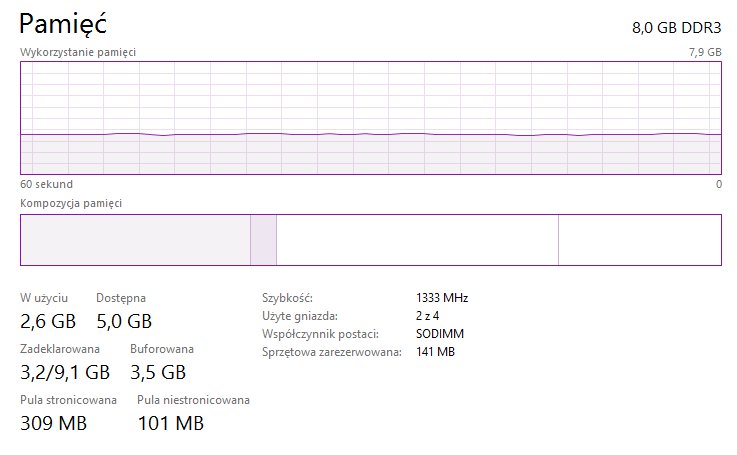 Pamięć 8,0 GB DDR3
Wykorzystanie pamięci 7,9 GB
60 sekund 0
Kompozycja pamięci
W użyciu Dostępna
2,6 GB 5,0 GB
Zadeklarowana Buforowana
3,2/9,1 GB 3,5 GB
Pula stronicowana Pula niestronicowana
309 MB 101 MB
Szybkość: 1333 MHz
Użyte gniazda: 2 z 4
Współczynnik postaci: SODIMM
Sprzętowa zarezerwowana: 141 MB